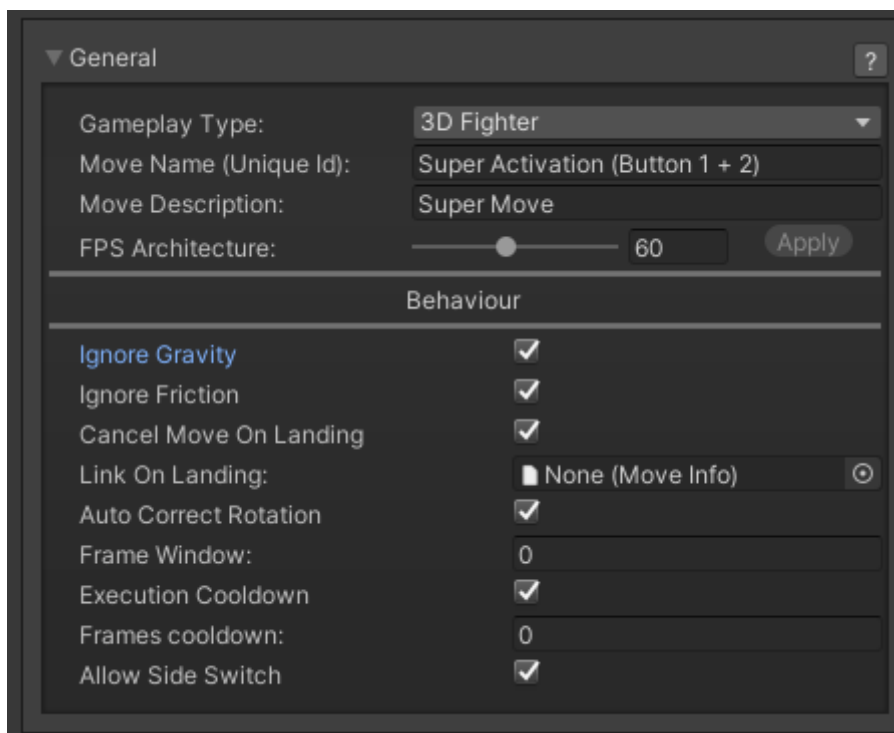 General
?
Gameplay Type: 3D Fighter
Move Name (Unique Id): Super Activation (Button 1 + 2)
Move Description: Super Move
FPS Architecture: 60 Apply
Behaviour
Ignore Gravity
Ignore Friction
Cancel Move On Landing
Link On Landing: None (Move Info)
Auto Correct Rotation
Frame Window: 0
Execution Cooldown
Frames cooldown: 0
Allow Side Switch